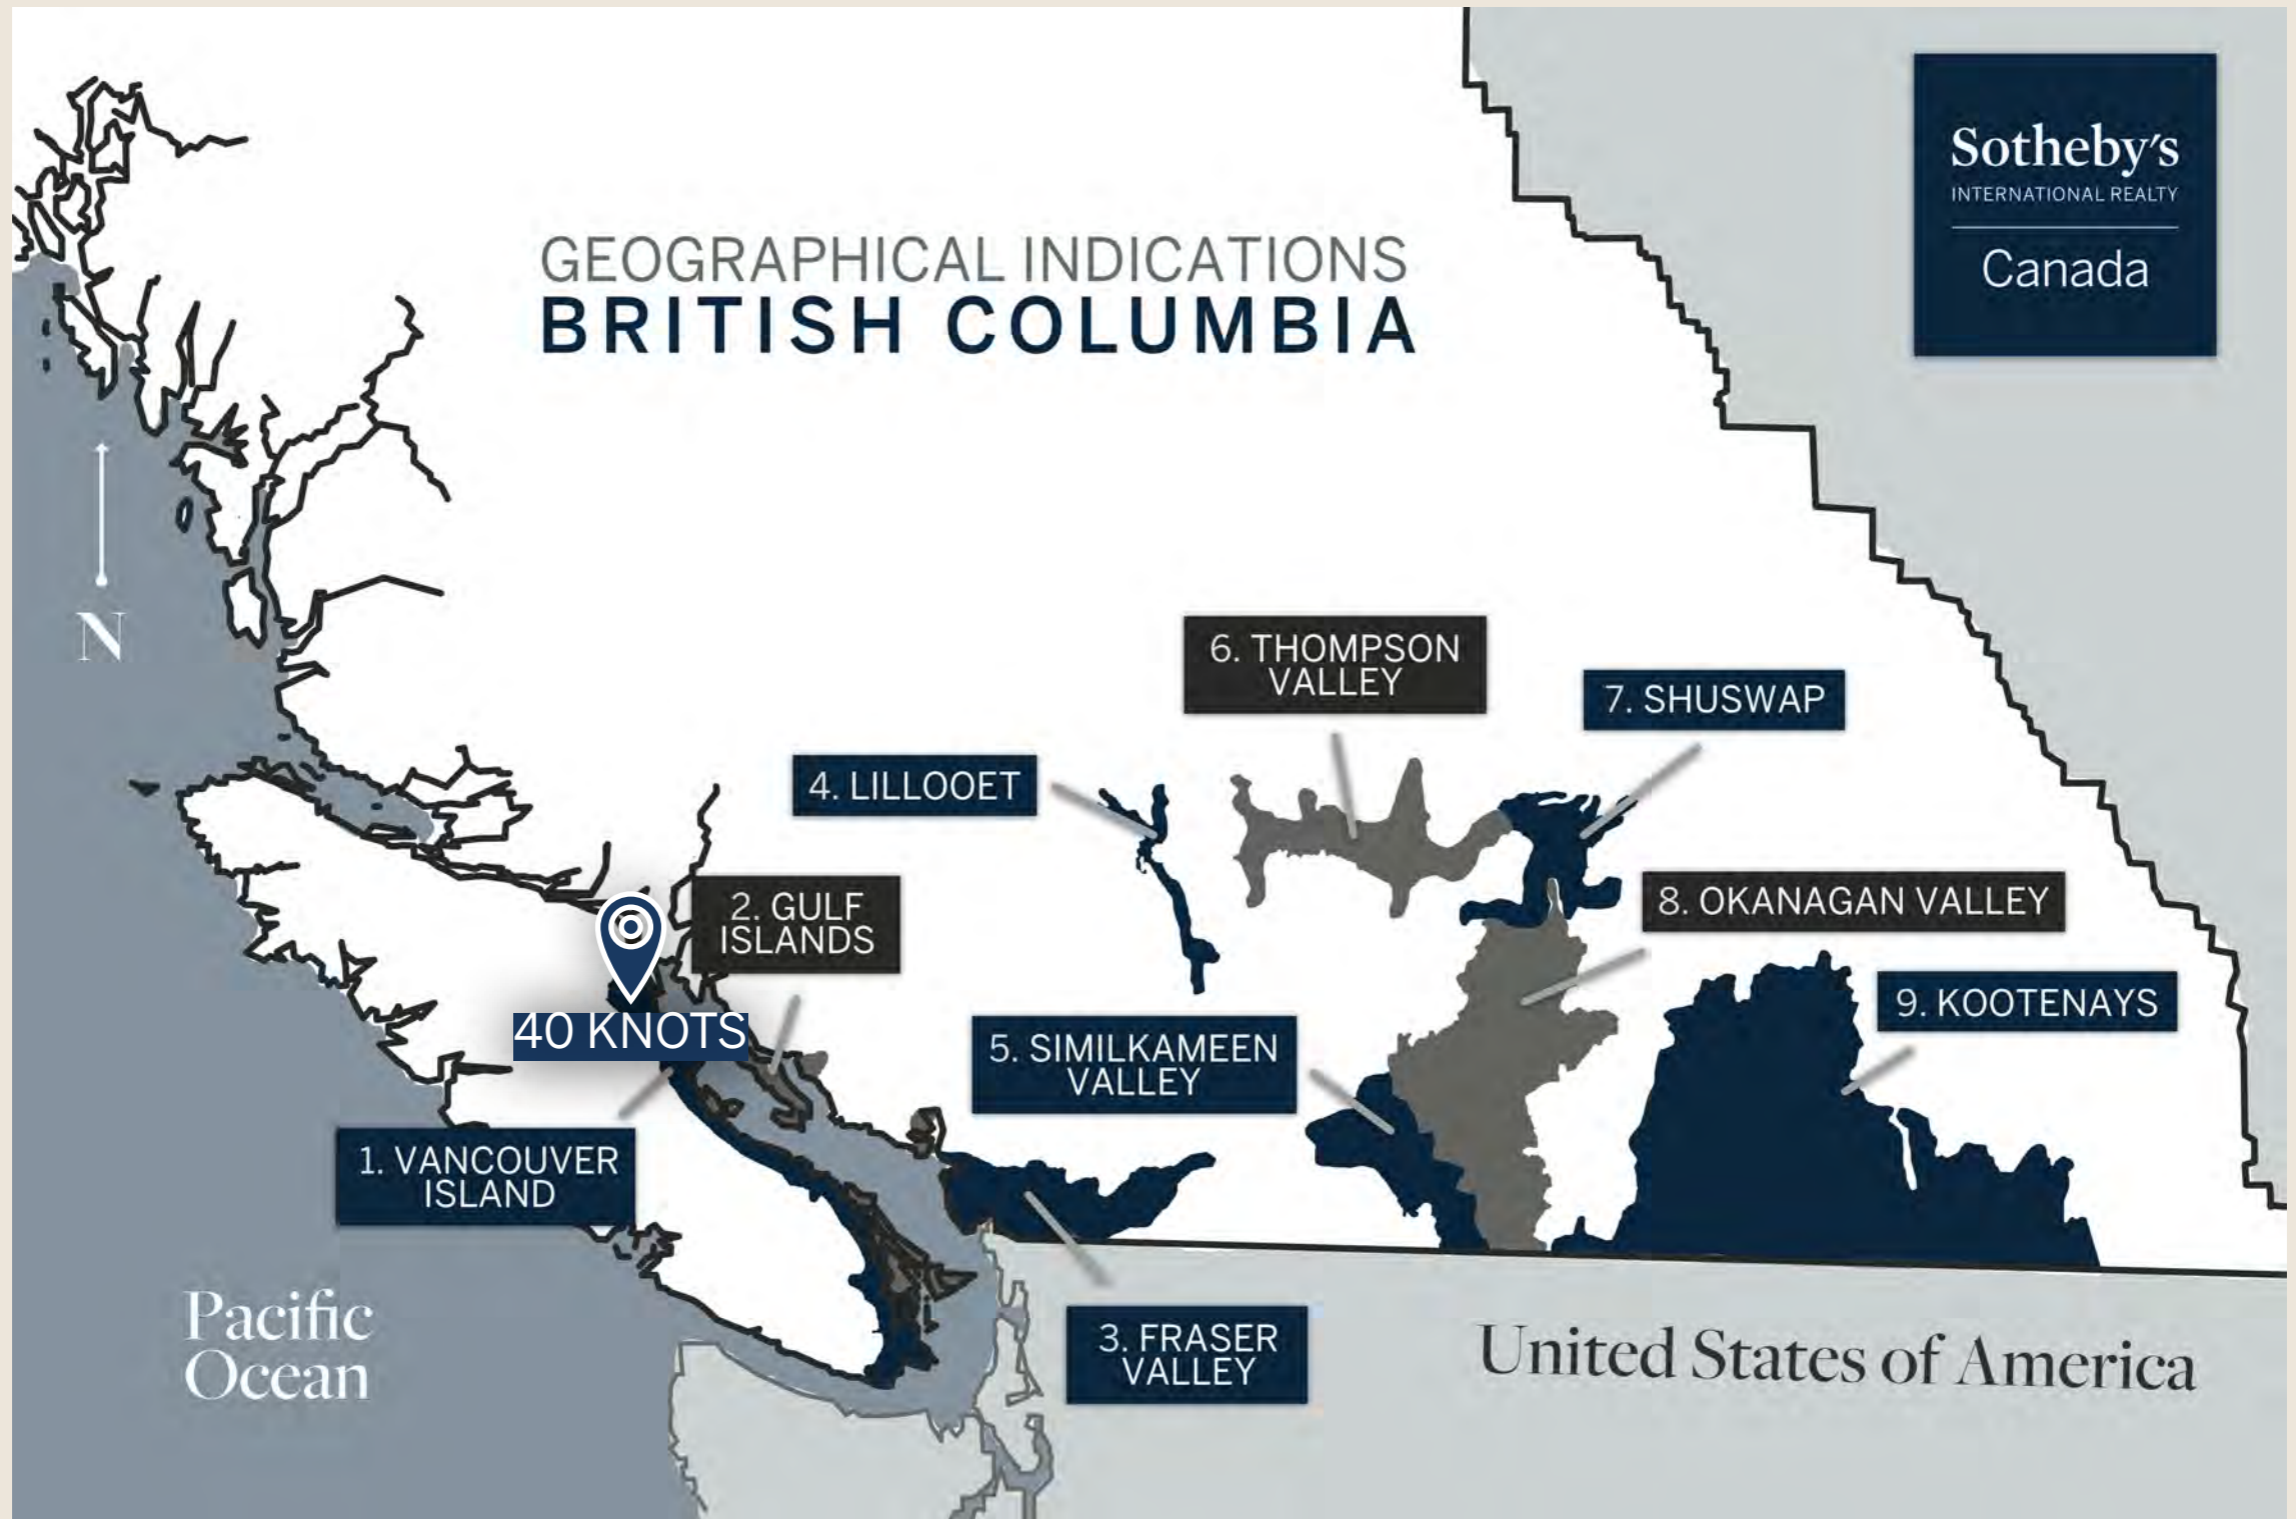 GEOGRAPHICAL INDICATIONS
BRITISH COLUMBIA
Sotheby's
INTERNATIONAL REALTY
Canada
N
6. THOMPSON
VALLEY
7. SHUSWAP
4. LILLOOET
2. GULF
ISLANDS
8. OKANAGAN VALLEY
9. KOOTENAYS
40 KNOTS
5. SIMILKAMEEN
VALLEY
1. VANCOUVER
ISLAND
3. FRASER
VALLEY
Pacific
Ocean
United States of America